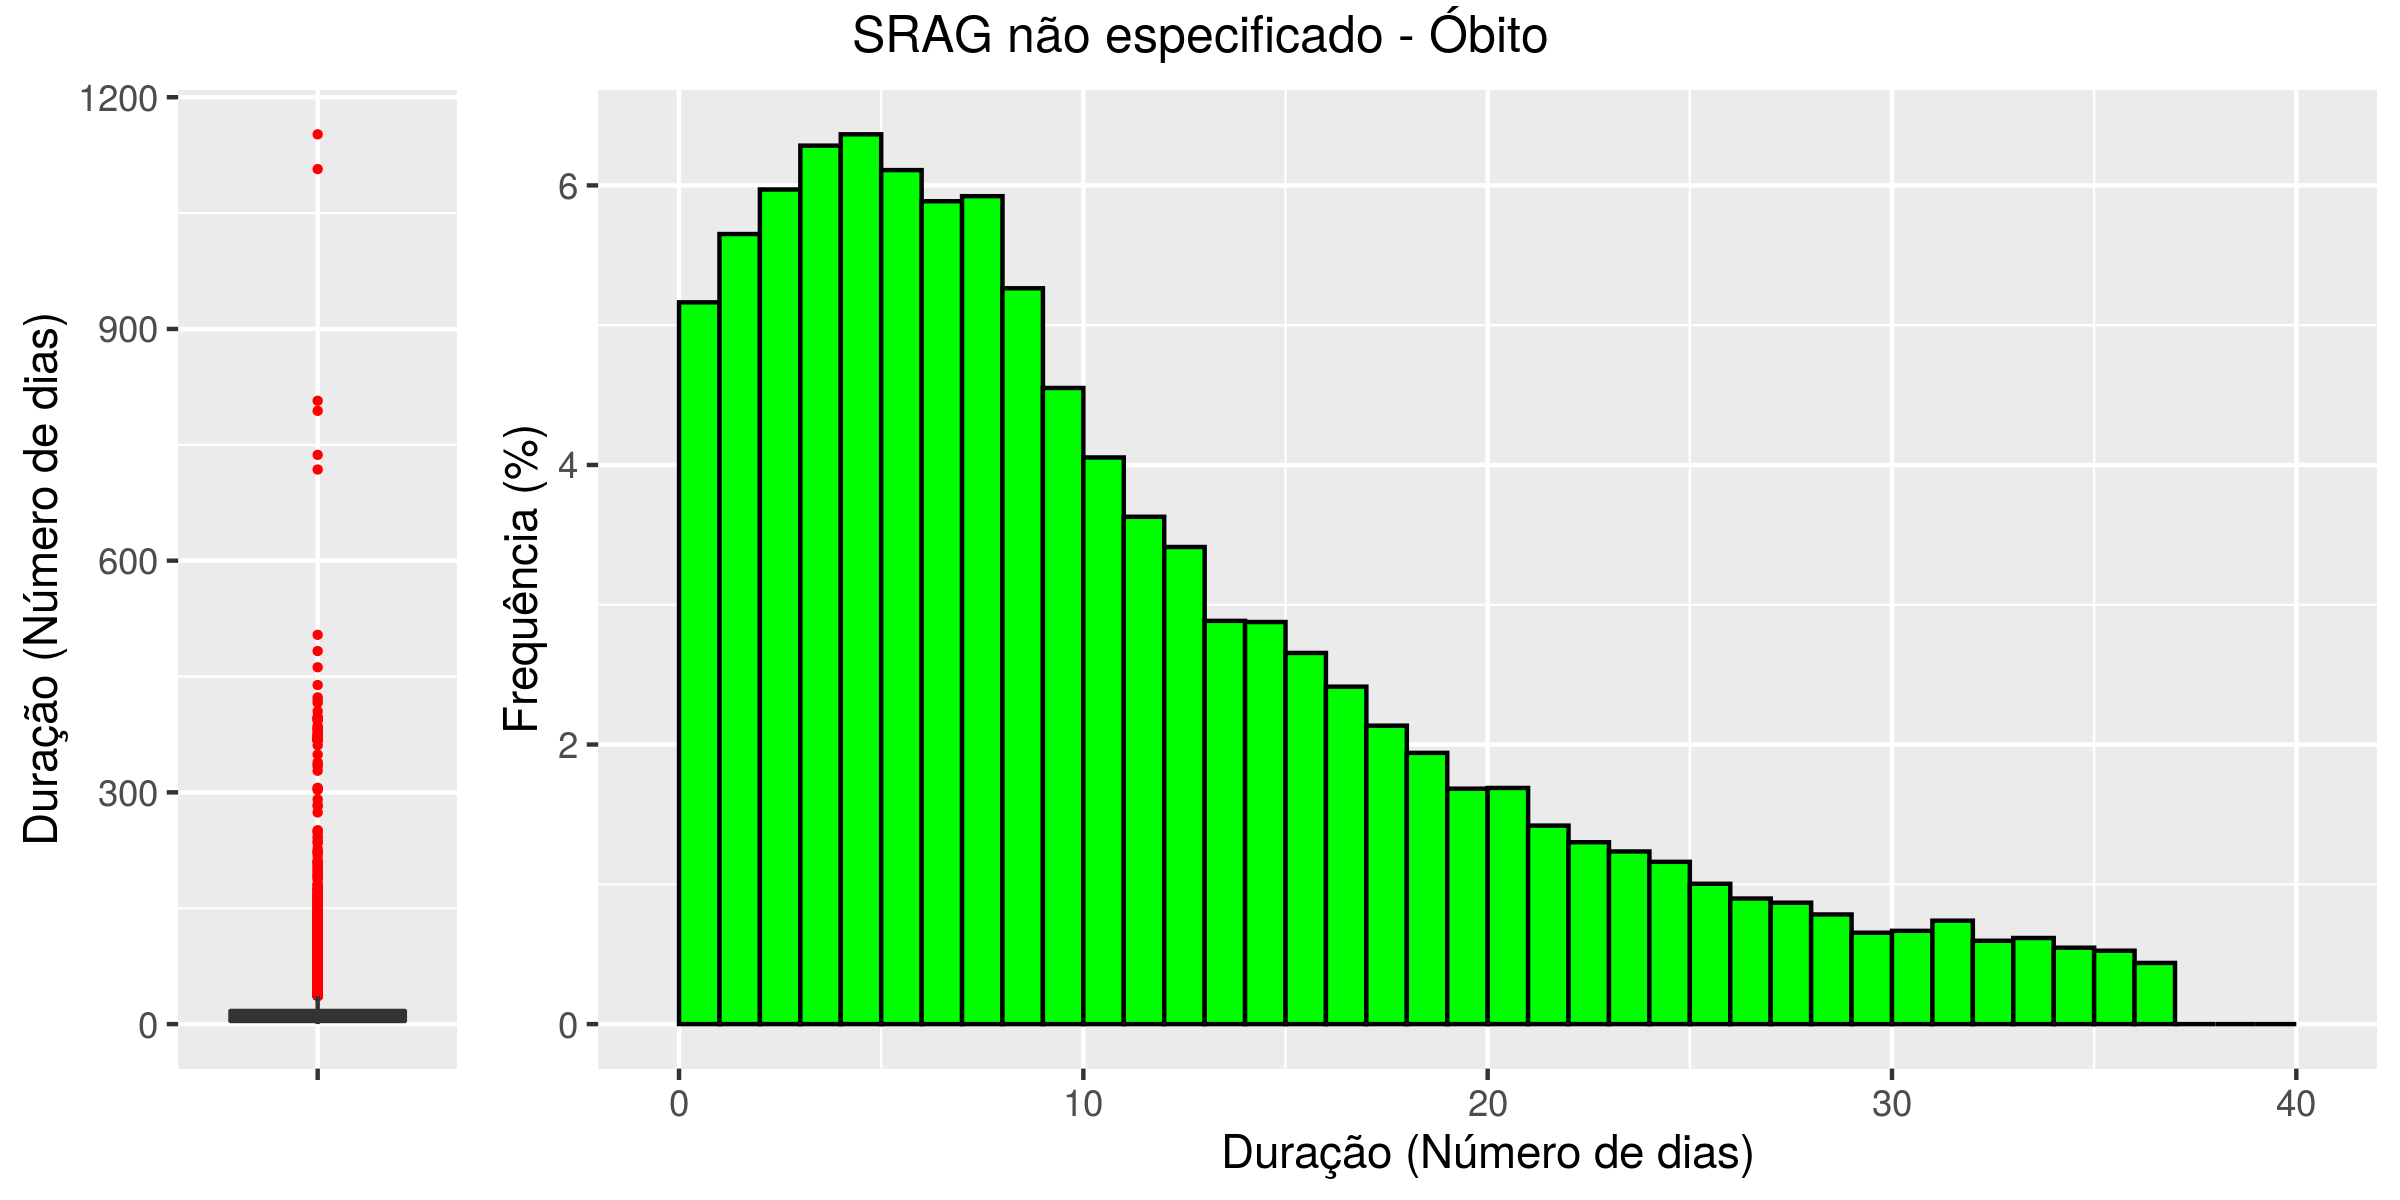 SRAG não especificado - Óbito
Duração (Número de dias)
1200
900
600
300
0
Frequência (%)
6
4
2
0
0 10 20 30 40
Duração (Número de dias)